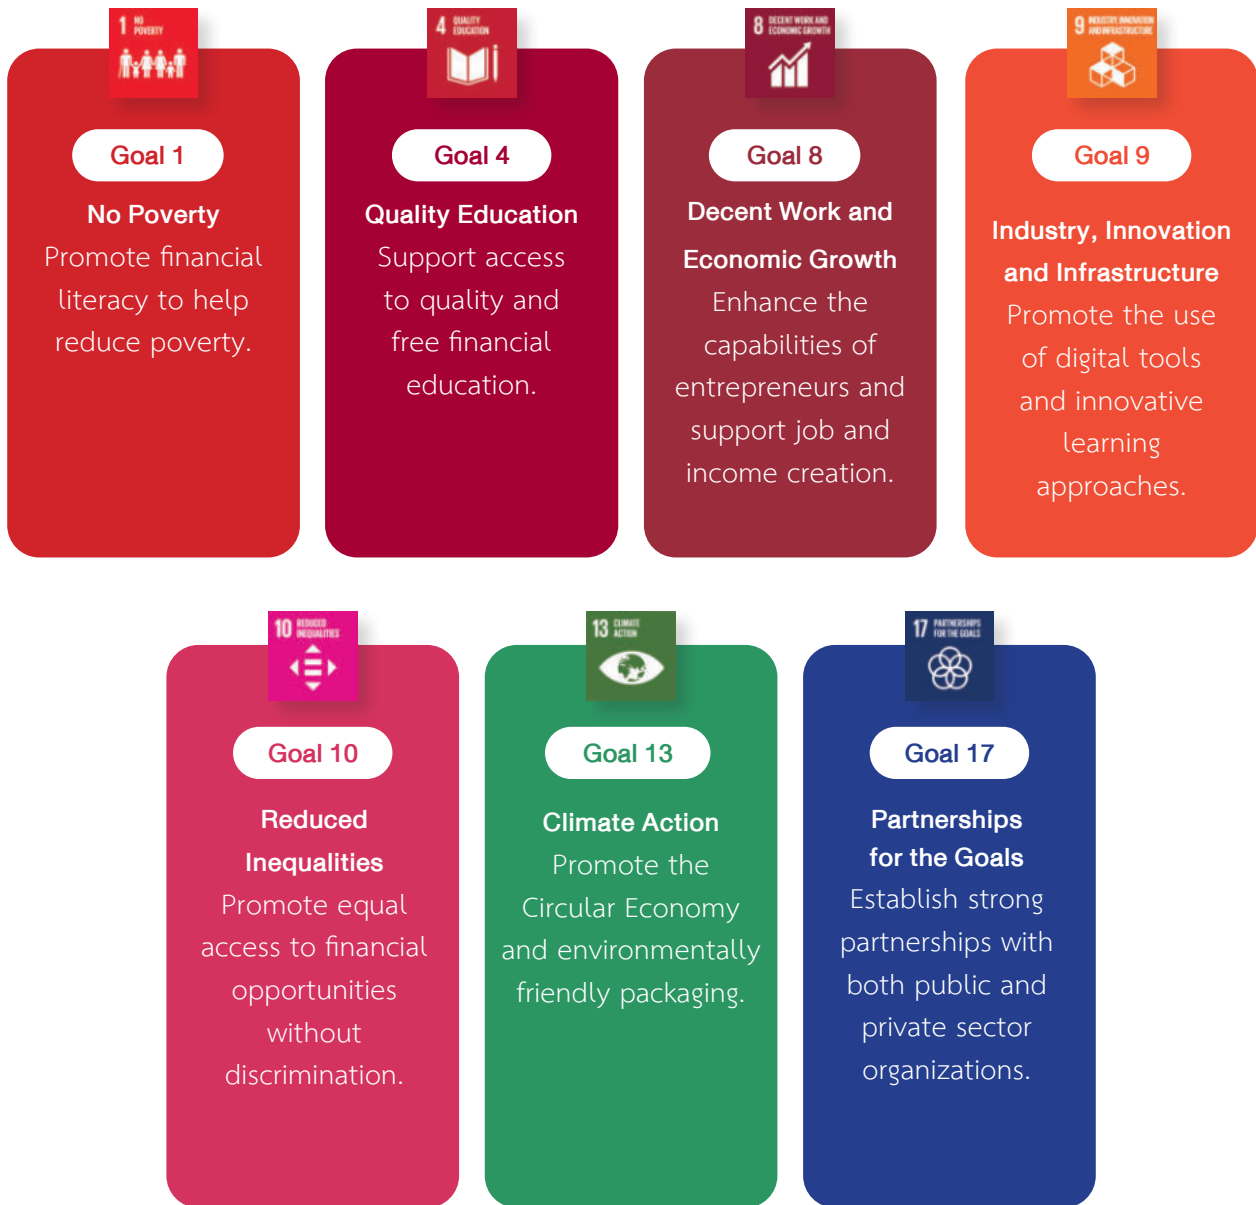 1 NO
POVERTY
Goal 1
No Poverty
Promote financial
literacy to help
reduce poverty.
4 QUALITY
EDUCATION
Goal 4
Quality Education
Support access
to quality and
free financial
education.
8 DECENT WORK AND
ECONOMIC GROWTH
Goal 8
Decent Work and
Economic Growth
Enhance the
capabilities of
entrepreneurs and
support job and
income creation.
9 INDUSTRY, INNOVATION
AND INFRASTRUCTURE
Goal 9
Industry, Innovation
and Infrastructure
Promote the use
of digital tools
and innovative
learning
approaches.
10 REDUCED
INEQUALITIES
Goal 10
Reduced
Inequalities
Promote equal
access to financial
opportunities
without
discrimination.
13 CLIMATE
ACTION
Goal 13
Climate Action
Promote the
Circular Economy
and environmentally
friendly packaging.
17 PARTNERSHIPS
FOR THE GOALS
Goal 17
Partnerships
for the Goals
Establish strong
partnerships with
both public and
private sector
organizations.